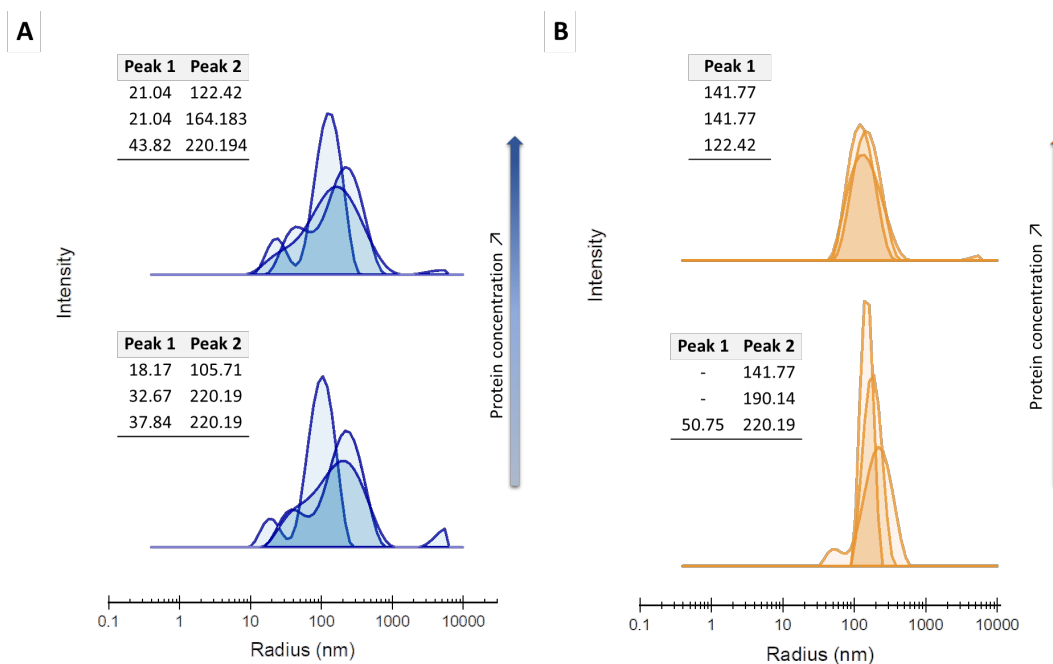 A
Peak 1 Peak 2
21.04 122.42
21.04 164.183
43.82 220.194
Intensity
Peak 1 Peak 2
18.17 105.71
32.67 220.19
37.84 220.19
Protein concentration ↗
0.1 1 10 100 1000 10000
Radius (nm)
B
Peak 1
141.77
141.77
122.42
Intensity
Peak 1 Peak 2
- 141.77
- 190.14
50.75 220.19
Protein concentration ↗
0.1 1 10 100 1000 10000
Radius (nm)